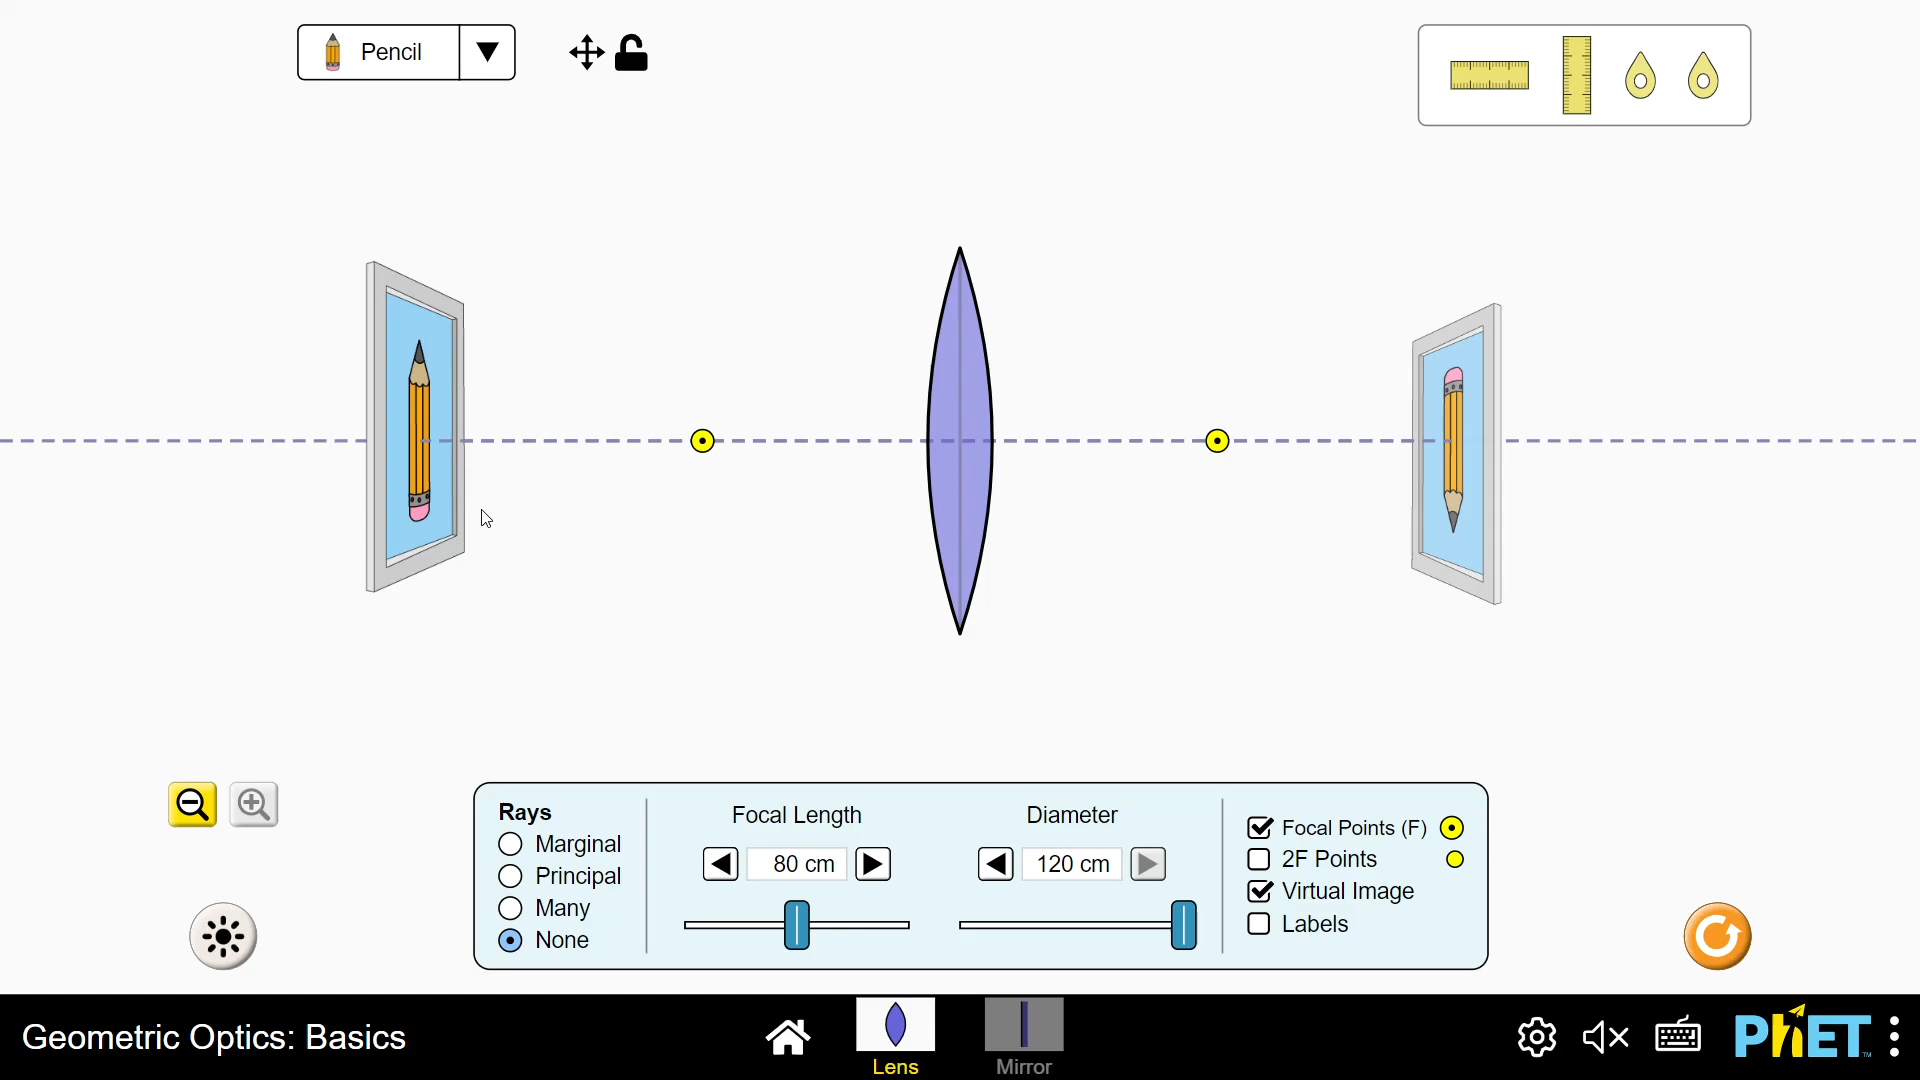 Pencil
Rays
Marginal
Principal
Many
None
Focal Length
80 cm
Diameter
120 cm
Focal Points (F)
2F Points
Virtual Image
Labels
Geometric Optics: Basics
Lens
Mirror
PhET
TM